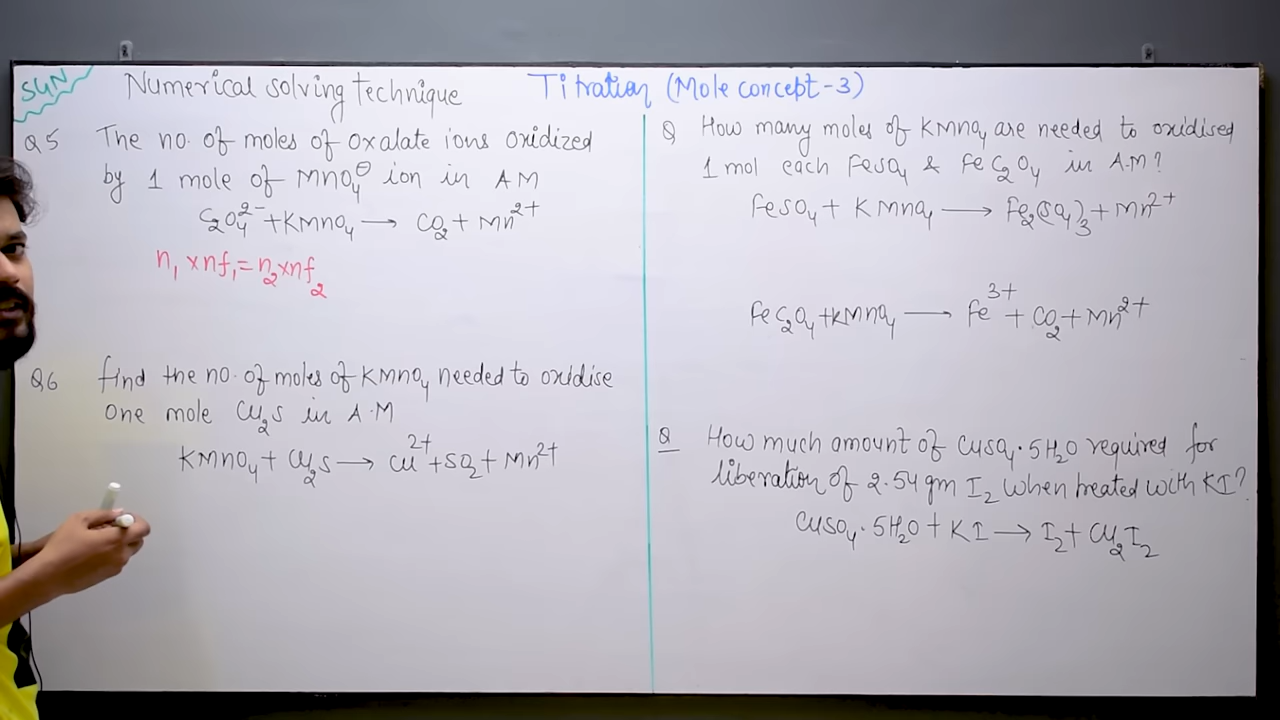 SGN
Numerical solving technique
Titration (Mole concept-3)
Q5 The no. of moles of oxalate ions oxidized
by 1 mole of MnO₄⊖ ion in AM
C₂O₄²⁻ + KMnO₄ → CO₂ + Mn²⁺
n₁ × nf₁ = n₂ × nf₂
Q6 find the no. of moles of KMnO₄ needed to oxidise
one mole Cu₂S in A.M
KMnO₄ + Cu₂S → Cu²⁺ + SO₂ + Mn²⁺
Q How many moles of KMnO₄ are needed to oxidised
1 mol each FeSO₄ & FeC₂O₄ in A.M?
FeSO₄ + KMnO₄ → Fe₂(SO₄)₃ + Mn²⁺
FeC₂O₄ + KMnO₄ → Fe³⁺ + CO₂ + Mn²⁺
Q How much amount of CuSO₄·5H₂O required for
liberation of 2.54 gm I₂ when treated with KI?
CuSO₄·5H₂O + KI → I₂ + Cu₂I₂